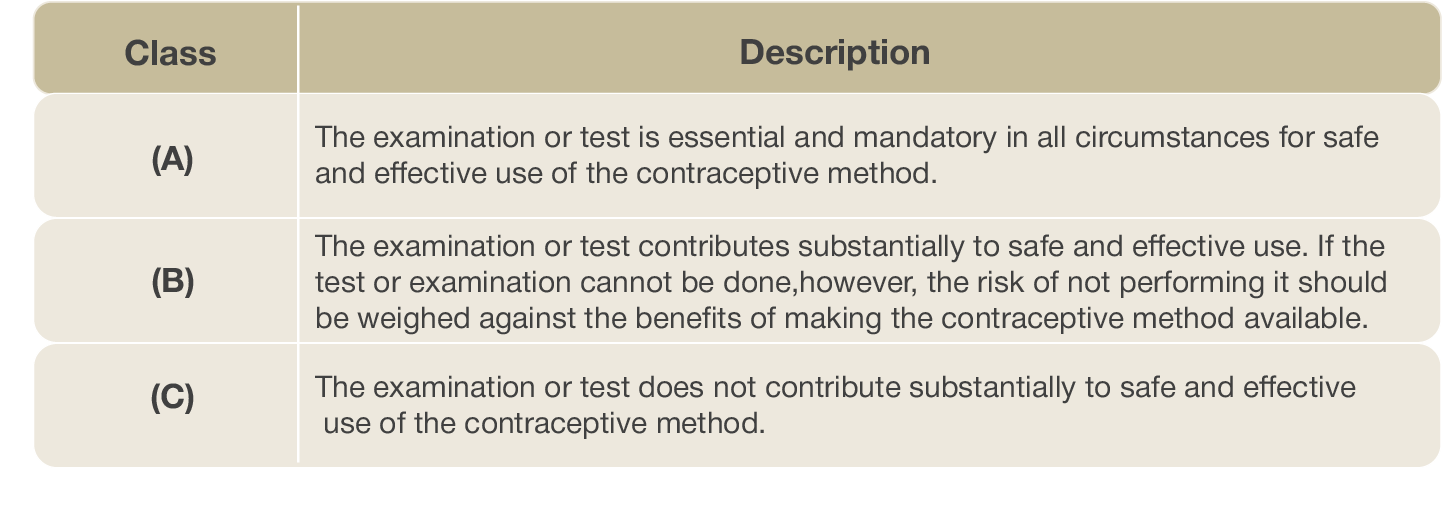 Class
Description
(A)
The examination or test is essential and mandatory in all circumstances for safe
and effective use of the contraceptive method.
(B)
The examination or test contributes substantially to safe and effective use. If the
test or examination cannot be done,however, the risk of not performing it should
be weighed against the benefits of making the contraceptive method available.
(C)
The examination or test does not contribute substantially to safe and effective
use of the contraceptive method.